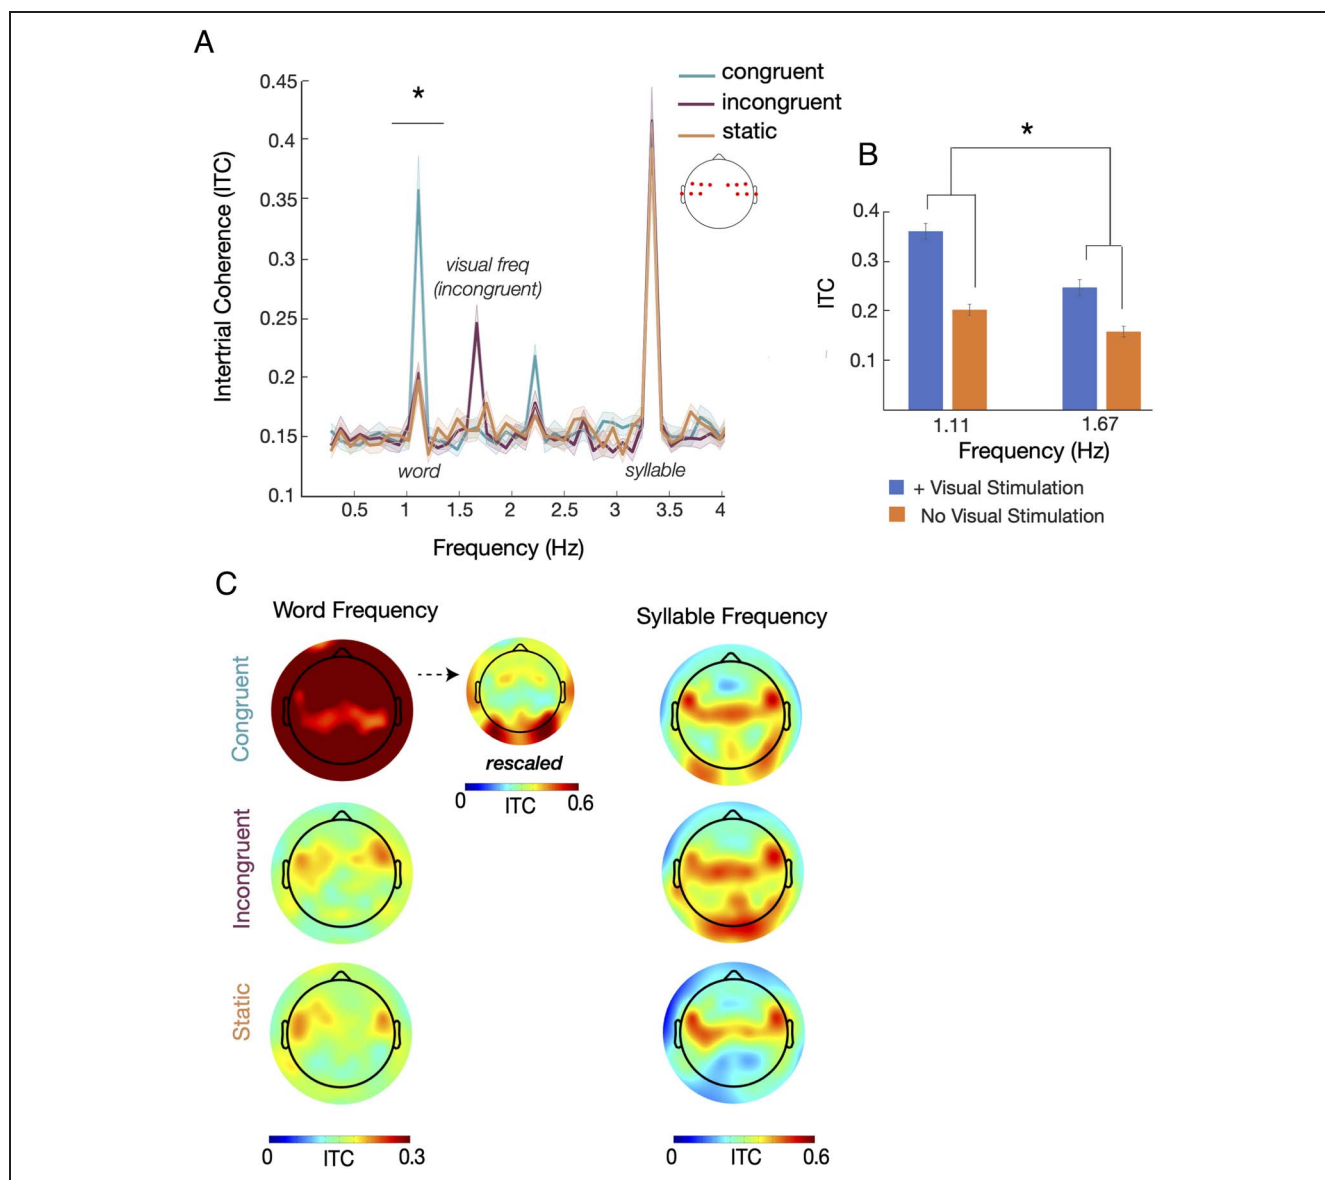 A
Intertrial Coherence (ITC)
0.45
0.4
0.35
0.3
0.25
0.2
0.15
0.1
*
congruent
incongruent
static
visual freq
(incongruent)
word
syllable
0.5
1
1.5
2
2.5
3
3.5
4
Frequency (Hz)
B
*
ITC
0.4
0.3
0.2
0.1
1.11
1.67
Frequency (Hz)
+ Visual Stimulation
No Visual Stimulation
C
Word Frequency
Syllable Frequency
Congruent
rescaled
0
ITC
0.6
Incongruent
Static
0
ITC
0.3
0
ITC
0.6